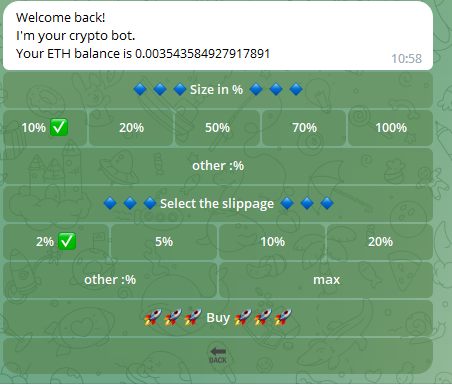 Welcome back!
I'm your crypto bot.
Your ETH balance is 0.003543584927917891
10:58
🔹🔹🔹Size in % 🔹🔹🔹
10% ✅ 20% 50% 70% 100%
other :%
🔹🔹🔹Select the slippage 🔹🔹🔹
2% ✅ 5% 10% 20%
other :% max
🚀🚀🚀 Buy 🚀🚀🚀
BACK